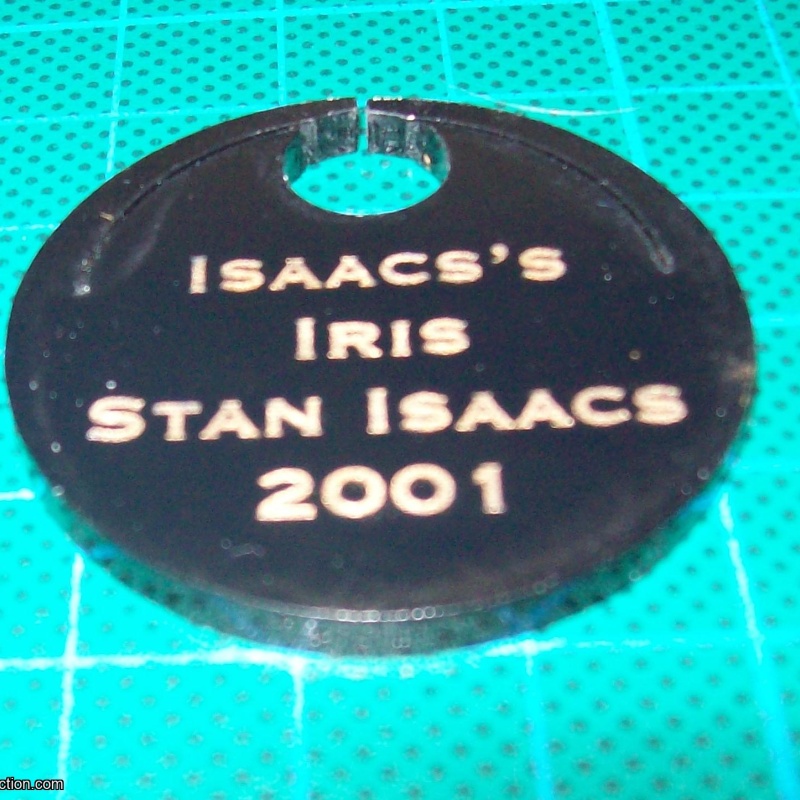 ISAACS'S
IRIS
STAN ISAACS
2001
ction.com